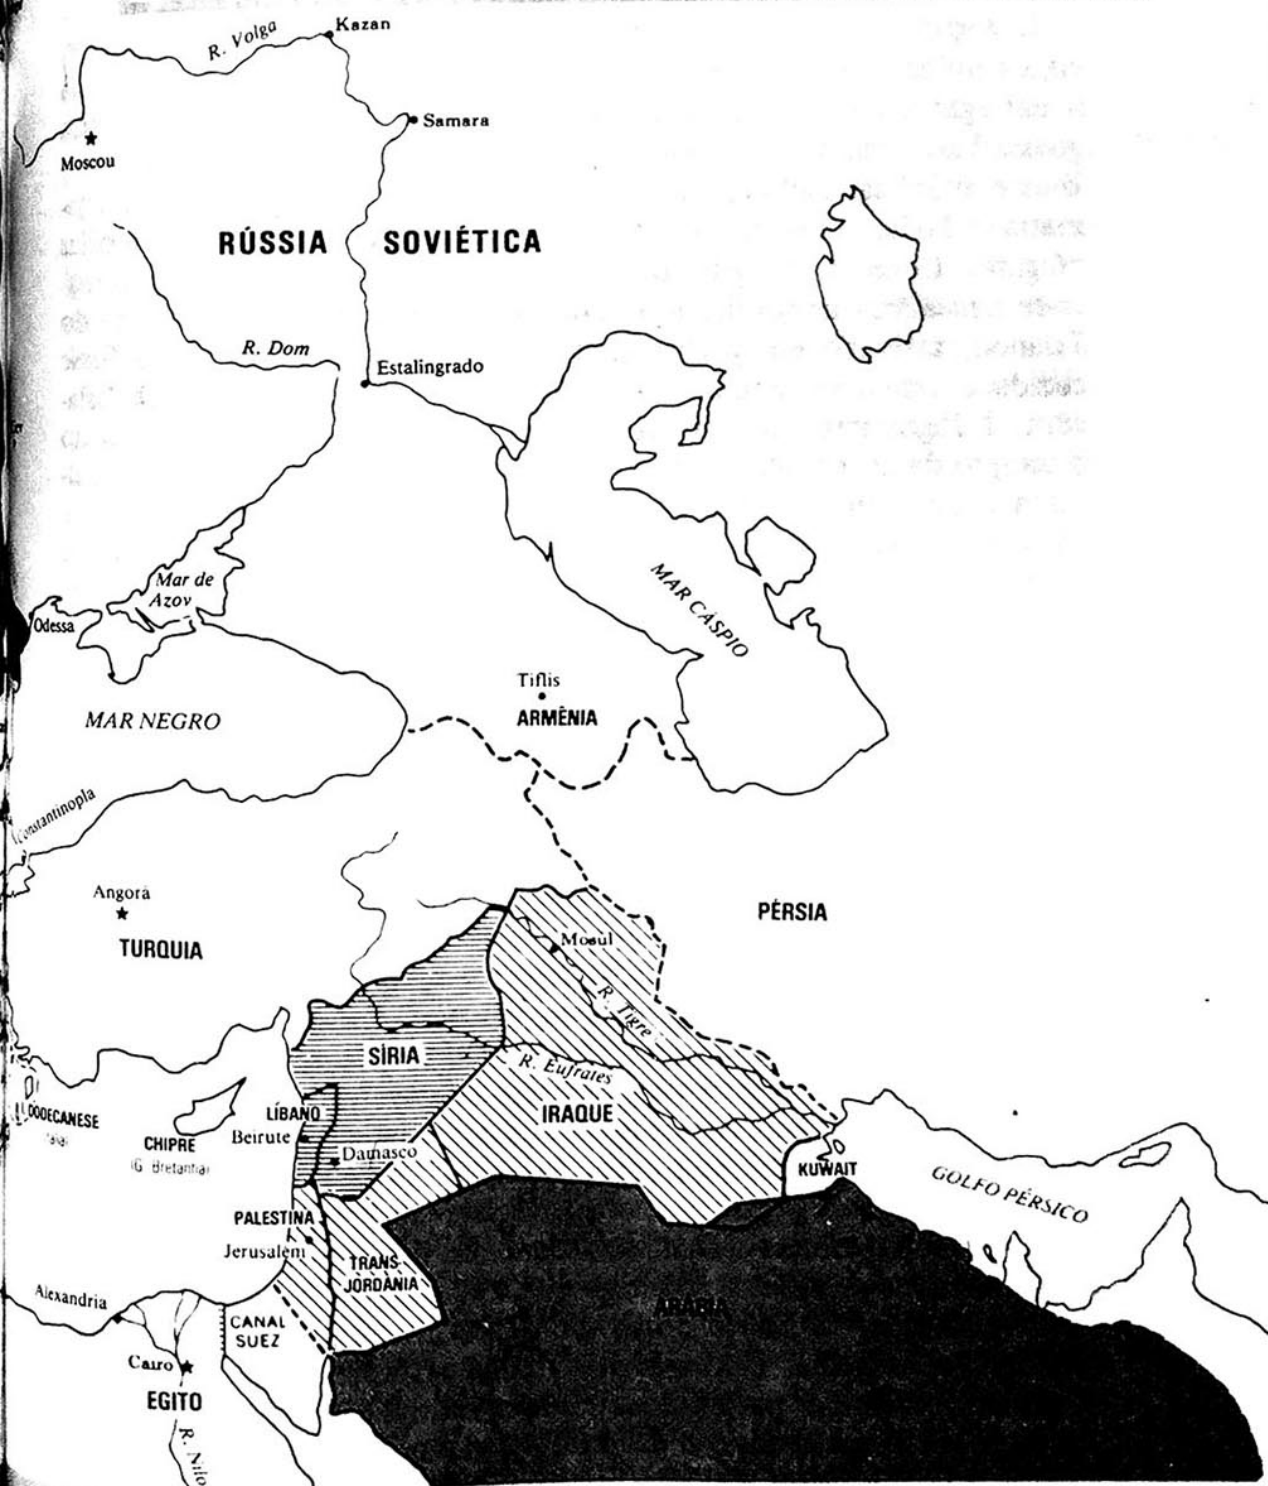 R. Volga
Kazan
Samara
Moscou
RÚSSIA SOVIÉTICA
R. Dom
Estalingrado
Mar de
Azov
Odessa
MAR CÁSPIO
Tiflis
ARMÊNIA
MAR NEGRO
Constantinopla
Angorá
TURQUIA
PÉRSIA
Mosul
R. Tigre
SÍRIA
R. Eufrates
IRAQUE
LÍBANO
Beirute
DODECANESE
CHIPRE
(G. Bretanha)
Damasco
KUWAIT
GOLFO PÉRSICO
PALESTINA
Jerusalém
TRANS-
JORDÂNIA
Alexandria
CANAL
SUEZ
ARÁBIA
Cairo
EGITO
R. Nilo